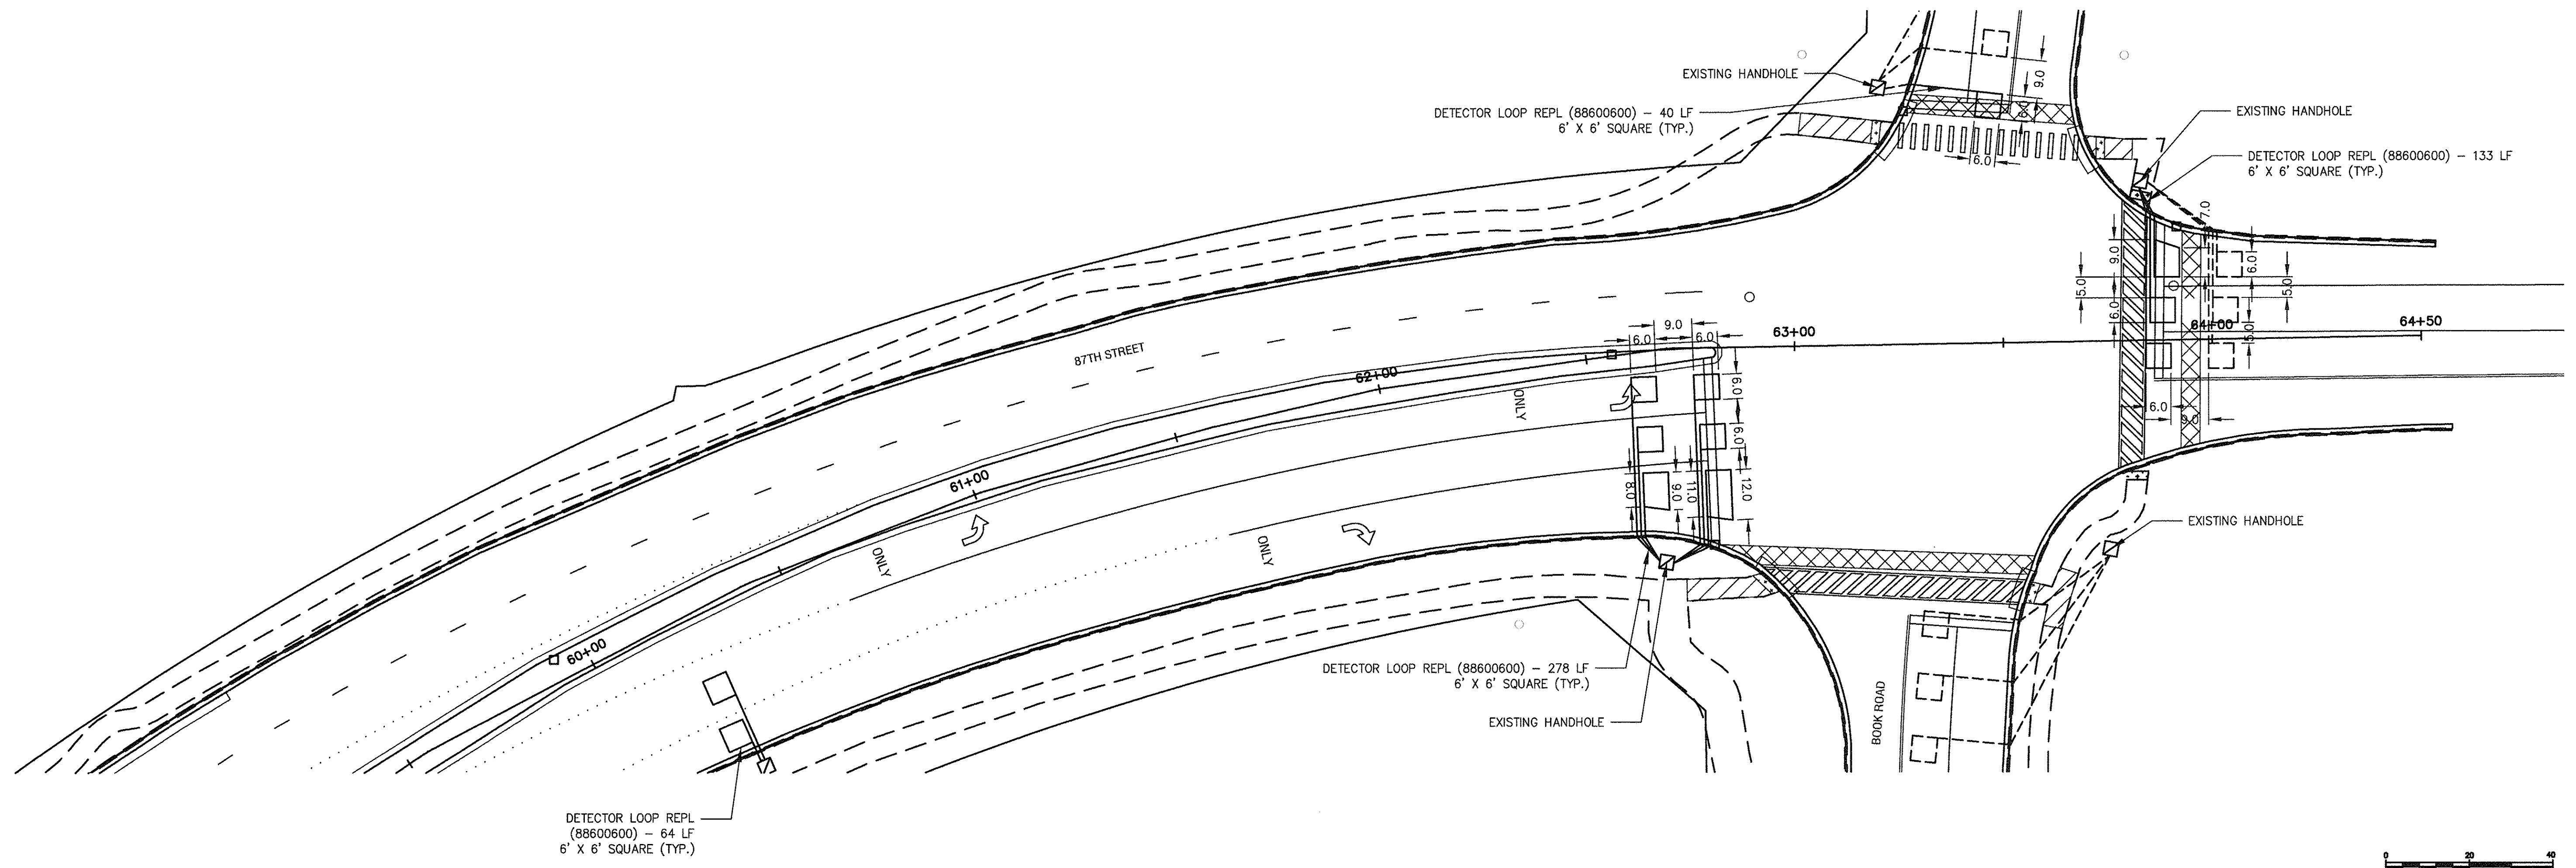 EXISTING HANDHOLE
9.0
DETECTOR LOOP REPL (88600600) – 40 LF
6' X 6' SQUARE (TYP.)
6.0
6.0
EXISTING HANDHOLE
DETECTOR LOOP REPL (88600600) – 133 LF
6' X 6' SQUARE (TYP.)
7.0
9.0
5.0
6.0
6.0
5.0
5.0
64+00
64+50
6.0
9.0
87TH STREET
6.0
9.0
6.0
63+00
62+00
ONLY
6.0
6.0
8.0
9.0
11.0
12.0
61+00
ONLY
ONLY
60+00
EXISTING HANDHOLE
DETECTOR LOOP REPL (88600600) – 278 LF
6' X 6' SQUARE (TYP.)
EXISTING HANDHOLE
BOOK ROAD
DETECTOR LOOP REPL
(88600600) – 64 LF
6' X 6' SQUARE (TYP.)
0 20 40